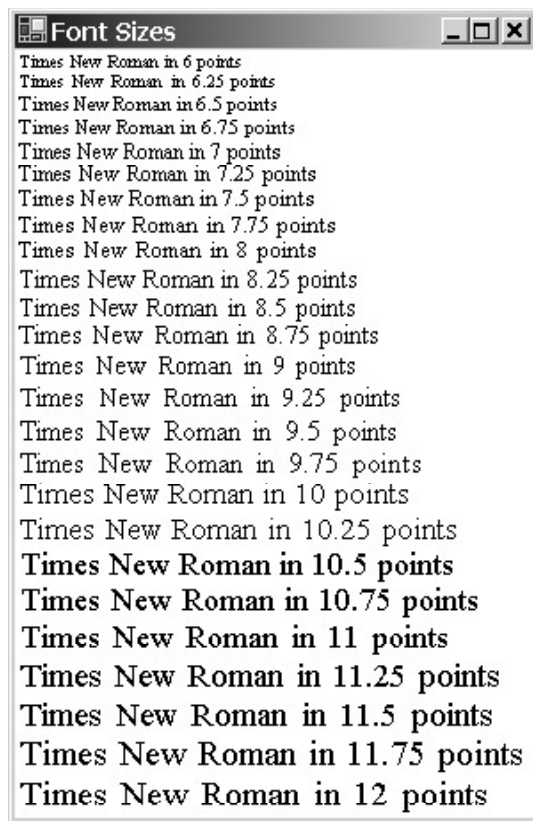 Font Sizes
Times New Roman in 6 points
Times New Roman in 6.25 points
Times New Roman in 6.5 points
Times New Roman in 6.75 points
Times New Roman in 7 points
Times New Roman in 7.25 points
Times New Roman in 7.5 points
Times New Roman in 7.75 points
Times New Roman in 8 points
Times New Roman in 8.25 points
Times New Roman in 8.5 points
Times New Roman in 8.75 points
Times New Roman in 9 points
Times New Roman in 9.25 points
Times New Roman in 9.5 points
Times New Roman in 9.75 points
Times New Roman in 10 points
Times New Roman in 10.25 points
Times New Roman in 10.5 points
Times New Roman in 10.75 points
Times New Roman in 11 points
Times New Roman in 11.25 points
Times New Roman in 11.5 points
Times New Roman in 11.75 points
Times New Roman in 12 points